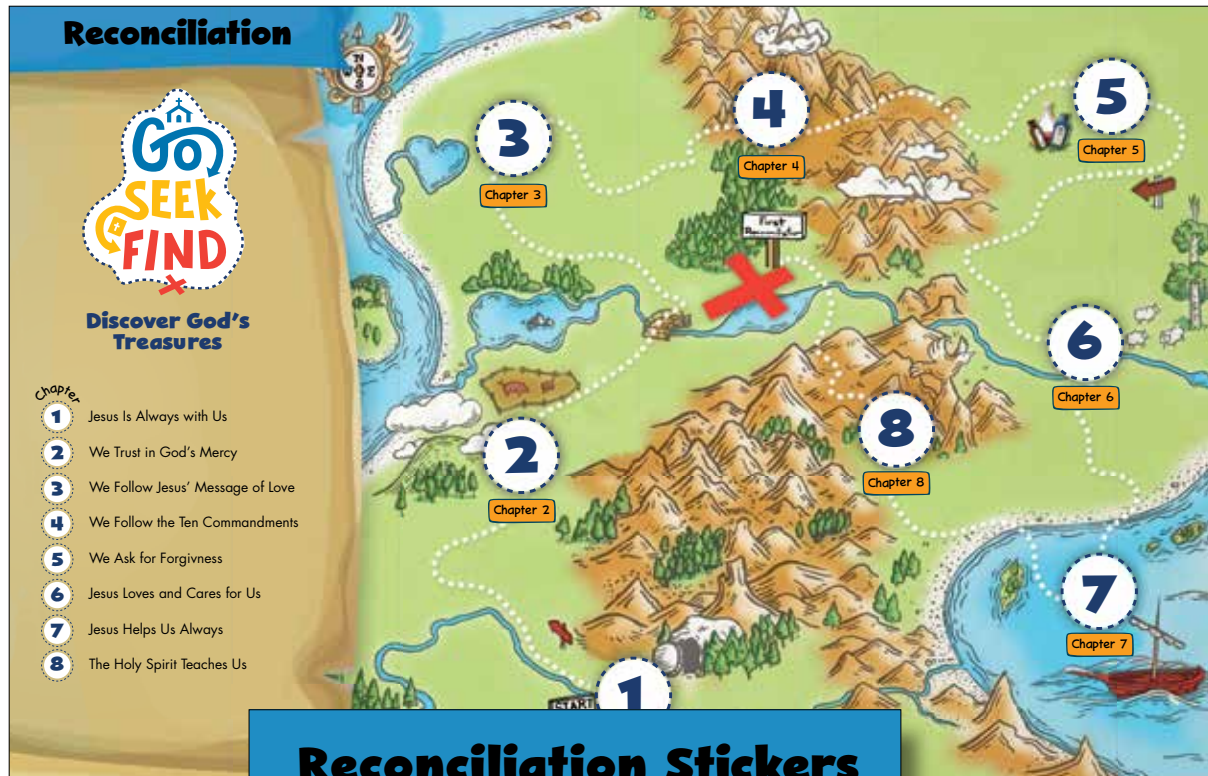 Reconciliation
N
W E
S
GO
SEEK
FIND
Discover God's
Treasures
Chapter
1 Jesus Is Always with Us
2 We Trust in God's Mercy
3 We Follow Jesus' Message of Love
4 We Follow the Ten Commandments
5 We Ask for Forgivness
6 Jesus Loves and Cares for Us
7 Jesus Helps Us Always
8 The Holy Spirit Teaches Us
3
Chapter 3
4
Chapter 4
5
Chapter 5
First
Reconciliation
6
Chapter 6
2
Chapter 2
8
Chapter 8
7
Chapter 7
START
1
Reconciliation Stickers